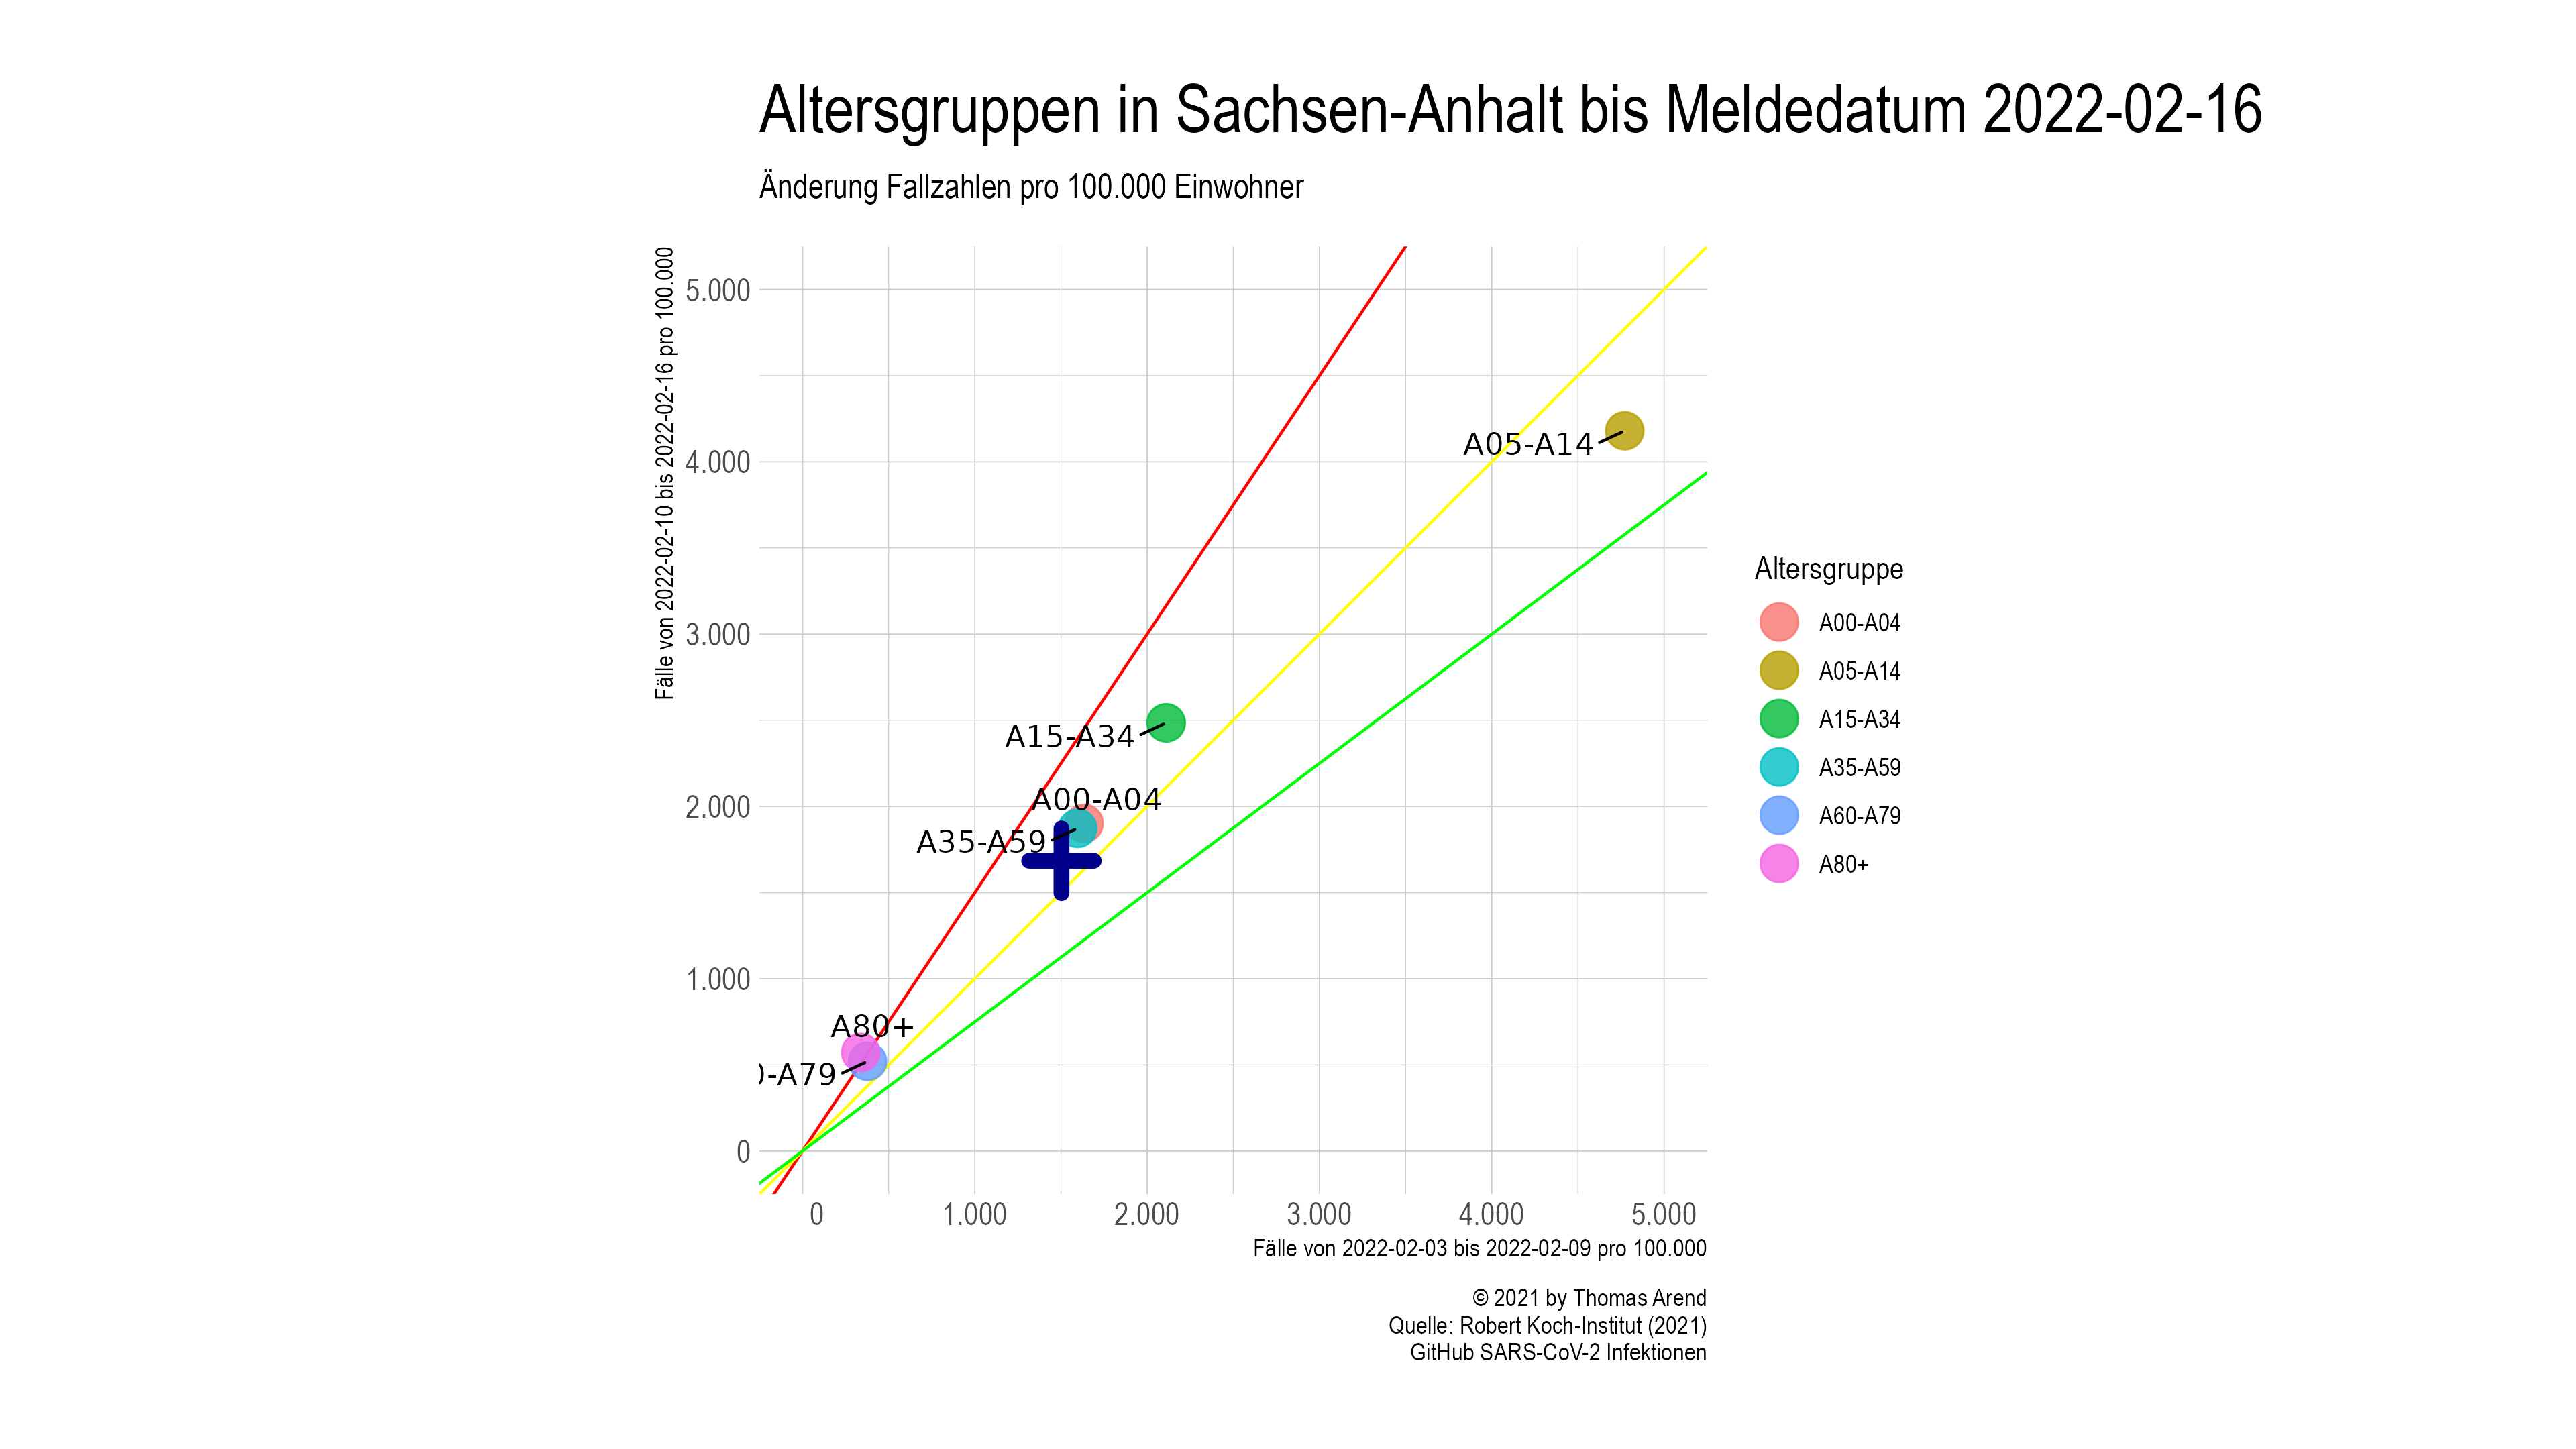 Altersgruppen in Sachsen-Anhalt bis Meldedatum 2022-02-16
Änderung Fallzahlen pro 100.000 Einwohner
Fälle von 2022-02-10 bis 2022-02-16 pro 100.000
5.000
4.000
3.000
2.000
1.000
0
A05-A14
A15-A34
A00-A04
A35-A59
A80+
-A79
0
1.000
2.000
3.000
4.000
5.000
Fälle von 2022-02-03 bis 2022-02-09 pro 100.000
Altersgruppe
A00-A04
A05-A14
A15-A34
A35-A59
A60-A79
A80+
© 2021 by Thomas Arend
Quelle: Robert Koch-Institut (2021)
GitHub SARS-CoV-2 Infektionen